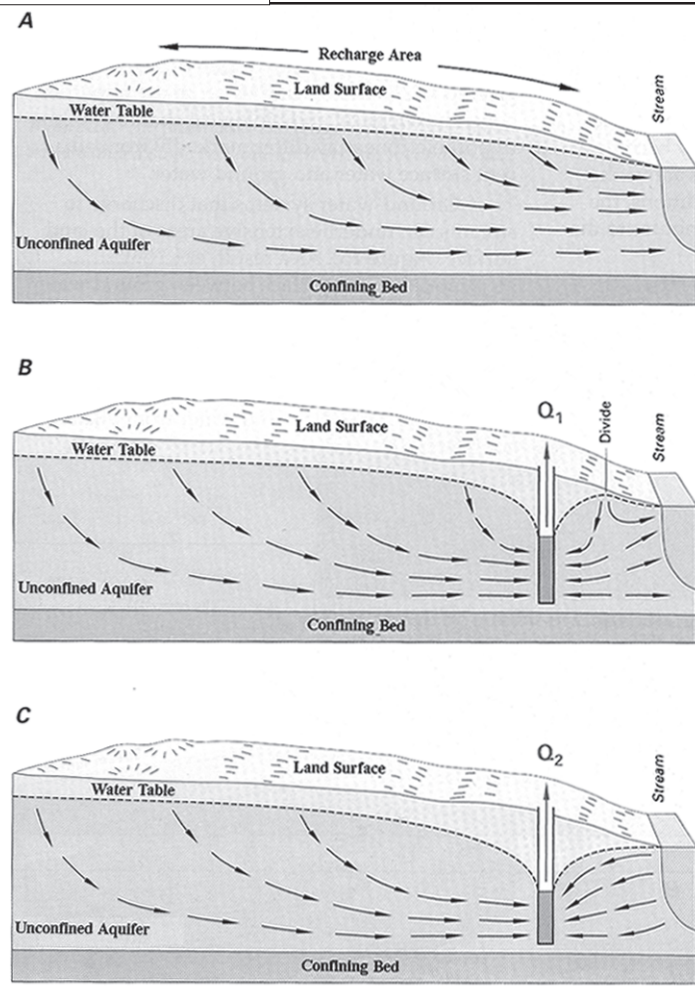 A
Recharge Area
Land Surface
Stream
Water Table
Unconfined Aquifer
Confining Bed
B
Q1
Divide
Stream
Land Surface
Water Table
Unconfined Aquifer
Confining Bed
C
Q2
Stream
Land Surface
Water Table
Unconfined Aquifer
Confining Bed